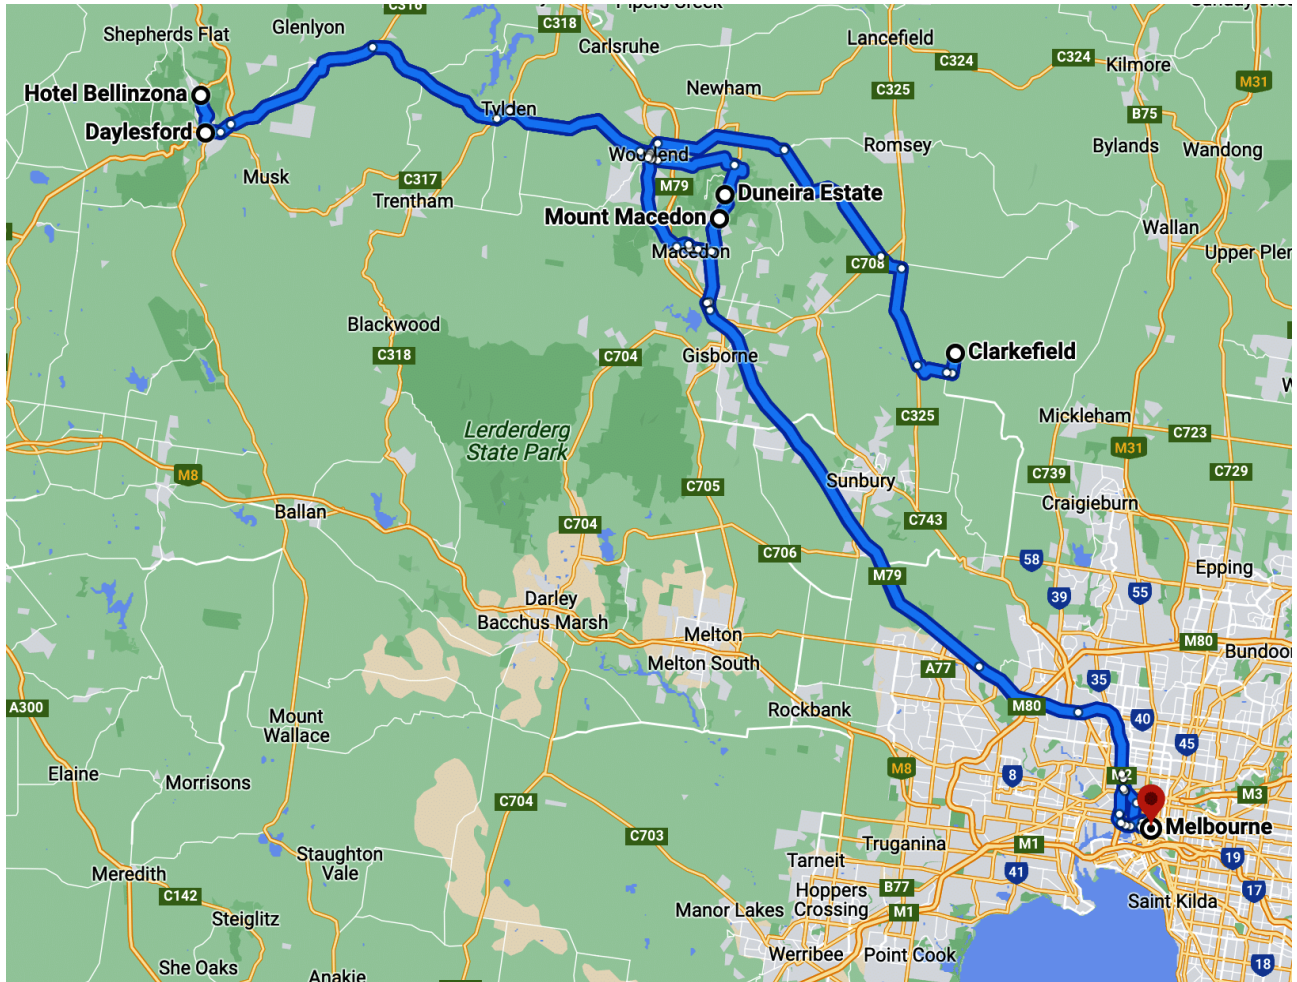 C316
Pipers Creek
Shepherds Flat
Glenlyon
C318
Carlsruhe
Lancefield
C324
C324
Kilmore
M31
Hotel Bellinzona
Newham
C325
B75
Tylden
Daylesford
Woodend
Romsey
Bylands
Wandong
Musk
C317
M79
Trentham
Duneira Estate
Mount Macedon
Wallan
Macedon
C708
Upper Plen
Blackwood
Clarkefield
C318
C704
Gisborne
C325
Mickleham
Lerderderg
State Park
C723
M31
M8
C739
C729
Sunbury
C705
Craigieburn
Ballan
C743
C704
C706
58
Epping
M79
39
55
Darley
Bacchus Marsh
Melton
M80
Bundoor
Melton South
A77
35
A300
Rockbank
M80
40
Mount
Wallace
45
Elaine
Morrisons
M8
8
M2
M3
C704
Melbourne
C703
Truganina
M1
Staughton
Vale
Tarneit
19
Meredith
41
17
C142
Hoppers
Crossing
B77
Saint Kilda
Manor Lakes
M1
Steiglitz
Werribee
Point Cook
She Oaks
18
Anakie